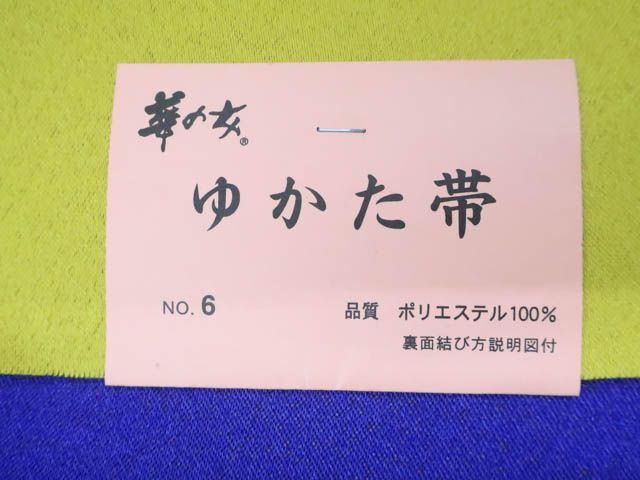 華の女®
ゆかた帯
NO. 6
品質 ポリエステル100%
裏面結び方説明図付